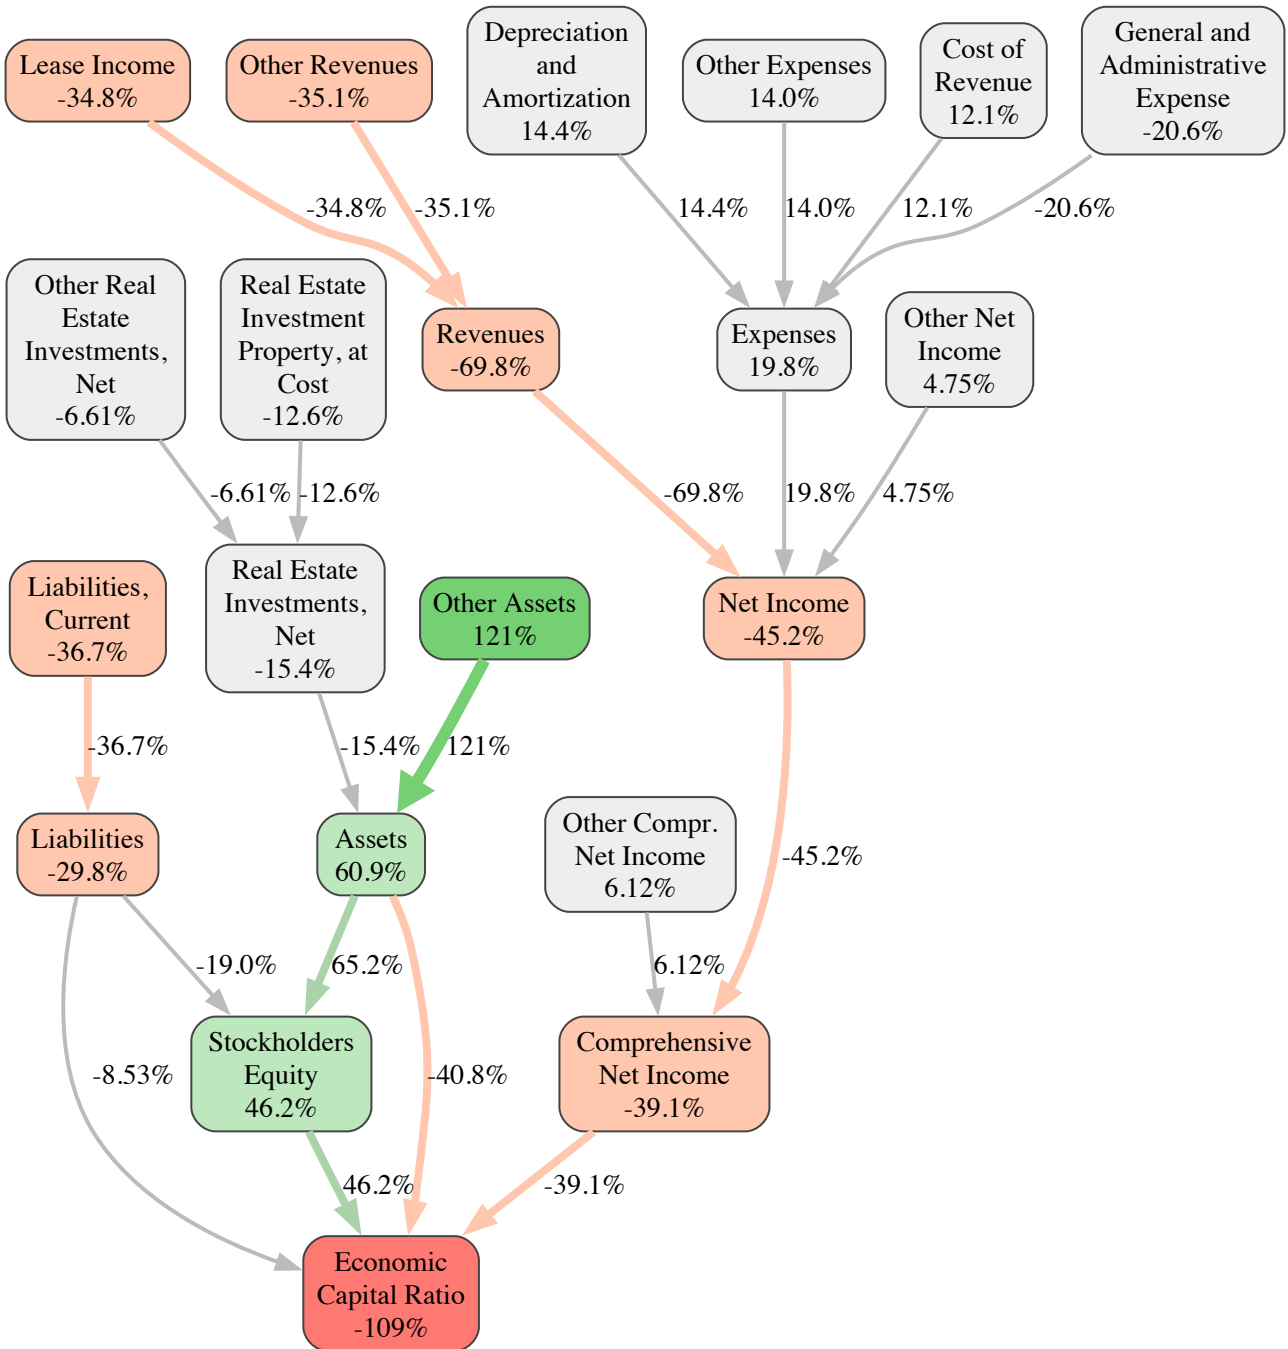 Lease Income
-34.8%
Other Revenues
-35.1%
Depreciation
and
Amortization
14.4%
Other Expenses
14.0%
Cost of
Revenue
12.1%
General and
Administrative
Expense
-20.6%
-34.8%
-35.1%
14.4%
14.0%
12.1%
-20.6%
Other Real
Estate
Investments,
Net
-6.61%
Real Estate
Investment
Property, at
Cost
-12.6%
Revenues
-69.8%
Expenses
19.8%
Other Net
Income
4.75%
-6.61%
-12.6%
-69.8%
19.8%
4.75%
Liabilities,
Current
-36.7%
Real Estate
Investments,
Net
-15.4%
Other Assets
121%
Net Income
-45.2%
-36.7%
-15.4%
121%
Liabilities
-29.8%
Assets
60.9%
Other Compr.
Net Income
6.12%
-45.2%
-19.0%
65.2%
6.12%
-8.53%
Stockholders
Equity
46.2%
-40.8%
Comprehensive
Net Income
-39.1%
46.2%
-39.1%
Economic
Capital Ratio
-109%